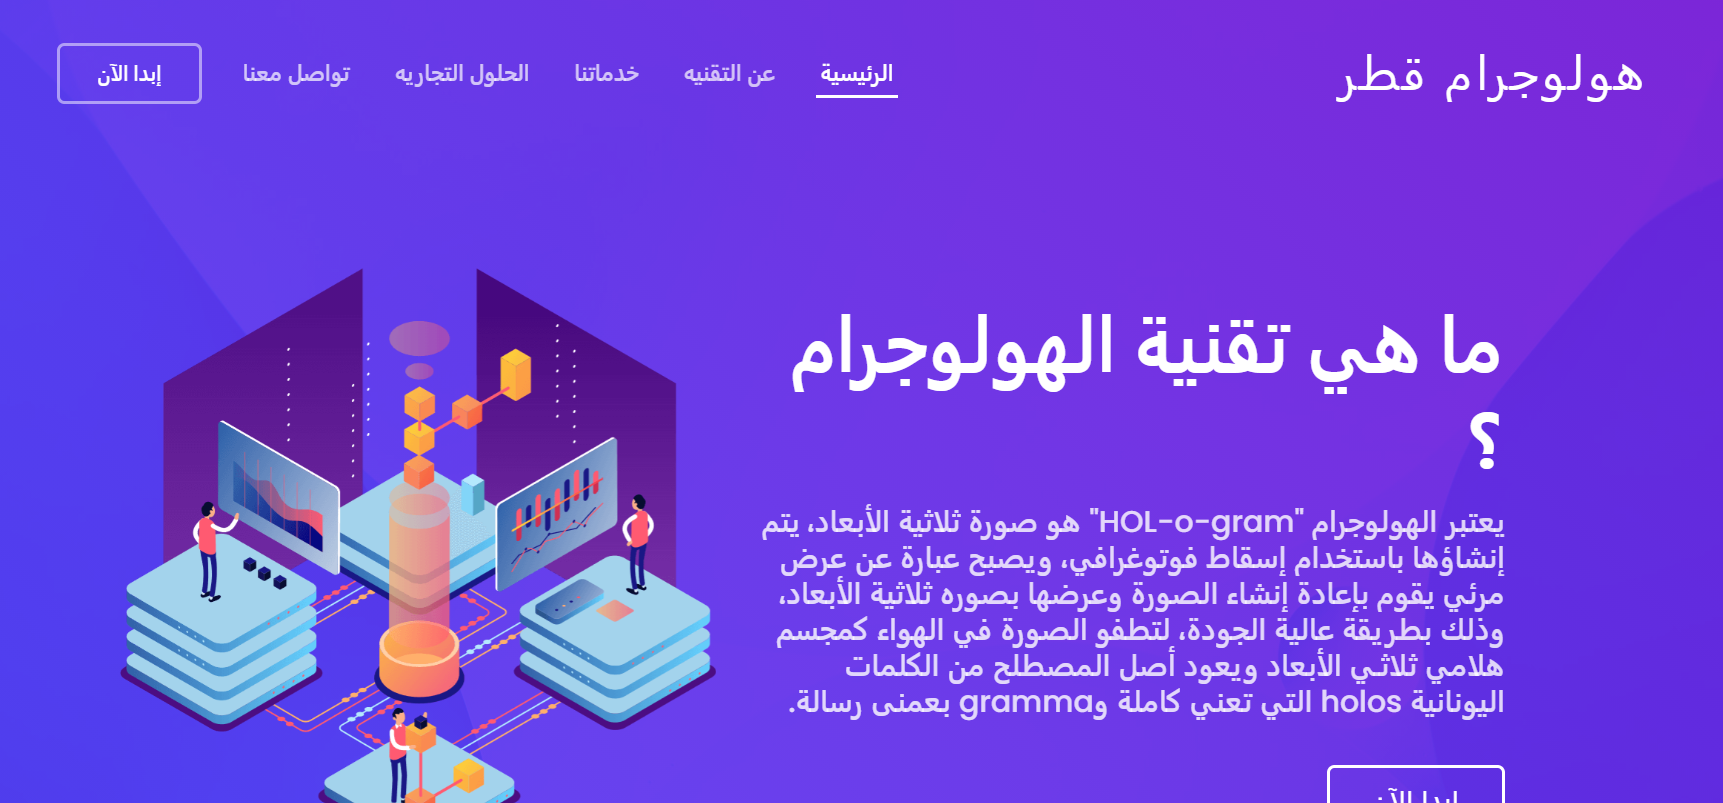 هولوجرام قطر
الرئيسية
عن التقنيه
خدماتنا
الحلول التجاريه
تواصل معنا
إبدا الآن
ما هي تقنية الهولوجرام
؟
يعتبر الهولوجرام "HOL-o-gram" هو صورة ثلاثية الأبعاد، يتم
إنشاؤها باستخدام إسقاط فوتوغرافي، ويصبح عبارة عن عرض
مرئي يقوم بإعادة إنشاء الصورة وعرضها بصوره ثلاثية الأبعاد،
وذلك بطريقة عالية الجودة، لتطفو الصورة في الهواء كمجسم
هلامي ثلاثي الأبعاد ويعود أصل المصطلح من الكلمات
اليونانية holos التي تعني كاملة وgramma بعمنى رسالة.
إبدا الآن